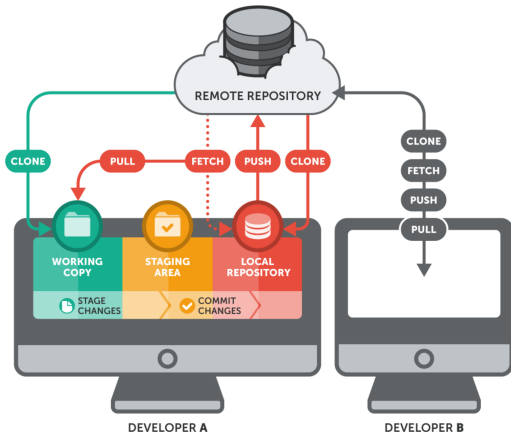 REMOTE REPOSITORY
CLONE
PULL
FETCH
PUSH
CLONE
CLONE
FETCH
PUSH
PULL
WORKING
COPY
STAGING
AREA
LOCAL
REPOSITORY
STAGE
CHANGES
COMMIT
CHANGES
DEVELOPER A
DEVELOPER B